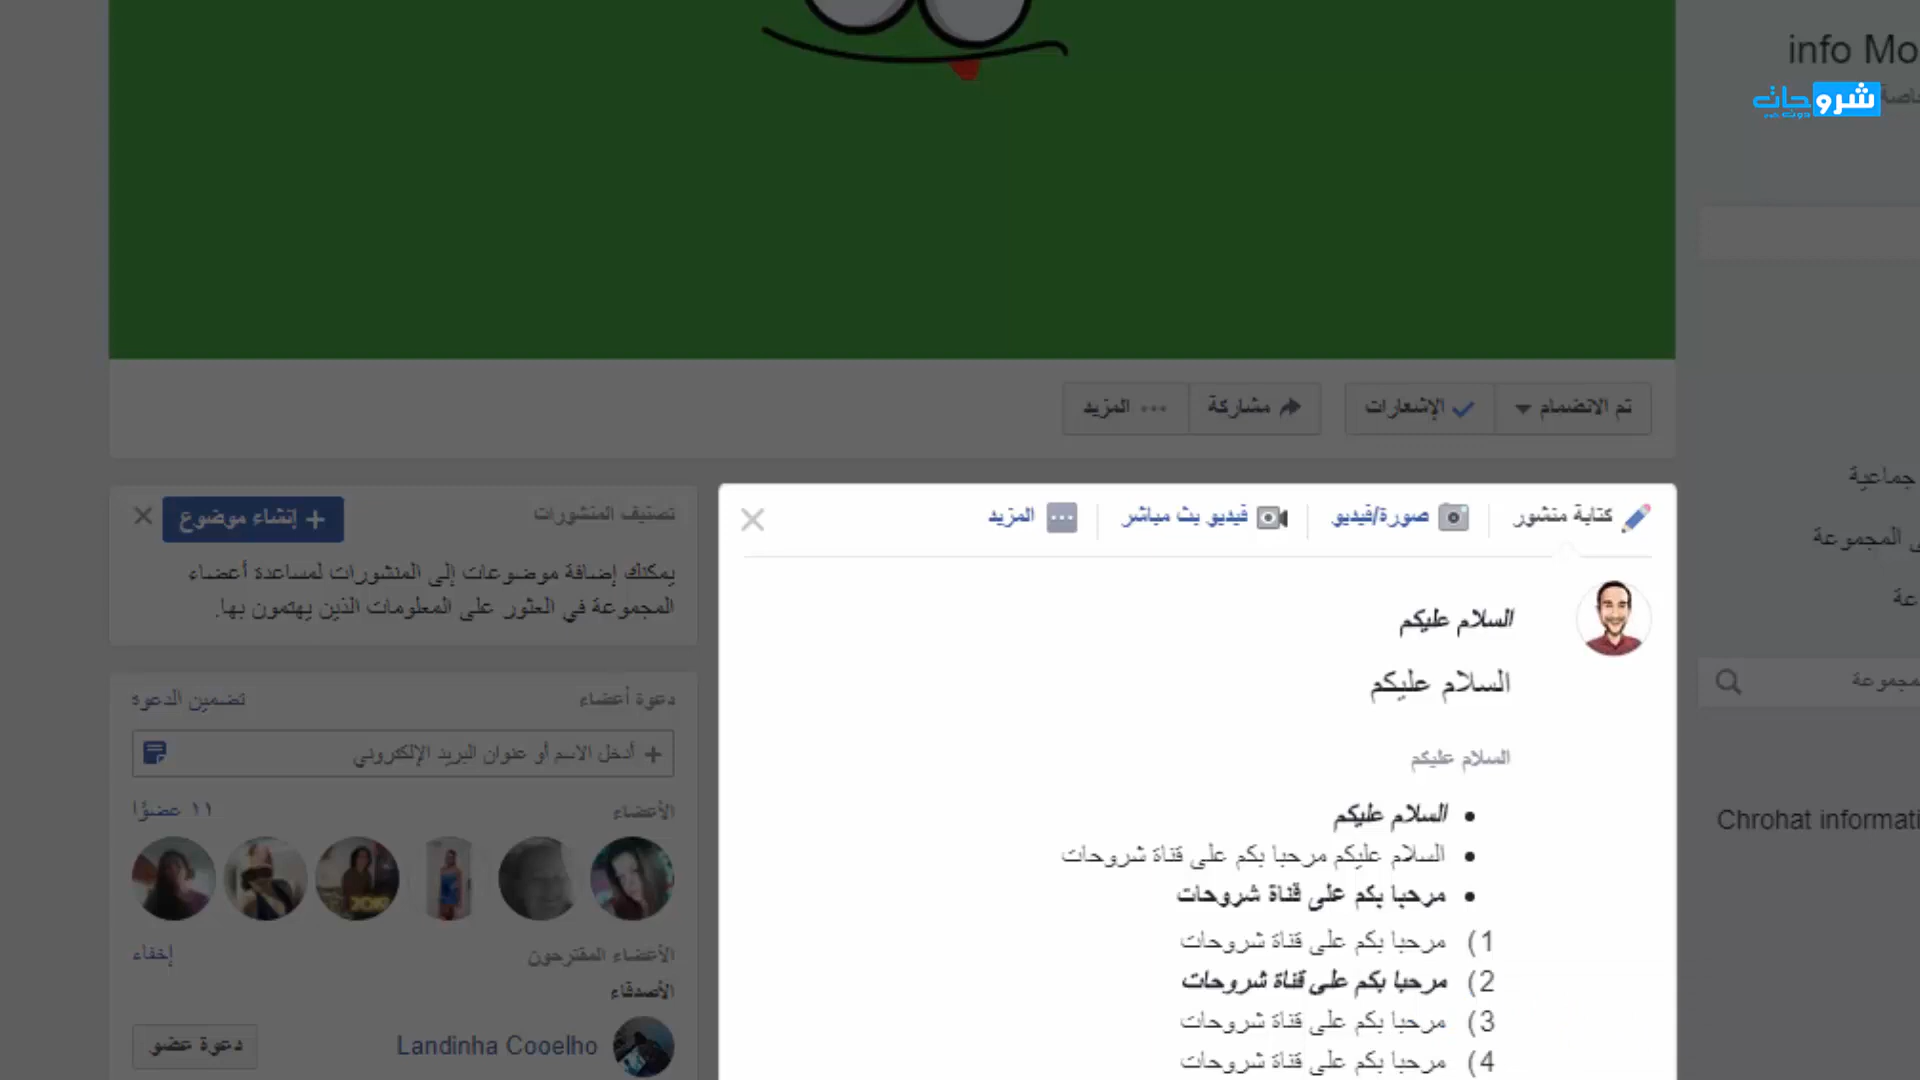 info Mo
شروحات
دوت كوم
تم الانضمام
الإشعارات
مشاركة
المزيد
جماعية
المجموعة
كتابة منشور
صورة/فيديو
فيديو بث مباشر
المزيد
السلام عليكم
السلام عليكم
السلام عليكم
• السلام عليكم
• السلام عليكم مرحبا بكم على قناة شروحات
• مرحبا بكم على قناة شروحات
1) مرحبا بكم على قناة شروحات
2) مرحبا بكم على قناة شروحات
3) مرحبا بكم على قناة شروحات
4) مرحبا بكم على قناة شروحات
تصنيف المنشورات
+ إنشاء موضوع
يمكنك إضافة موضوعات إلى المنشورات لمساعدة أعضاء
المجموعة في العثور على المعلومات الذين يهتمون بها.
دعوة أعضاء
تضمين الدعوة
+ أدخل الاسم أو عنوان البريد الإلكتروني
الأعضاء
١١ عضوًا
الأعضاء المقترحون
إخفاء
الأصدقاء
Landinha Cooelho
دعوة عضو
Chrohat informati